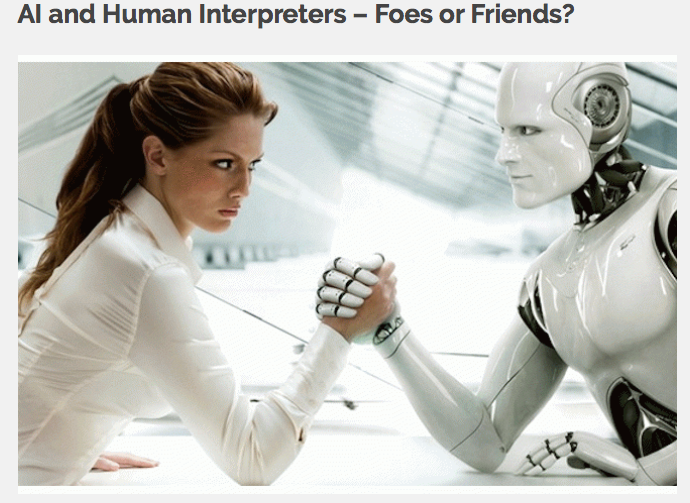 AI and Human Interpreters – Foes or Friends?